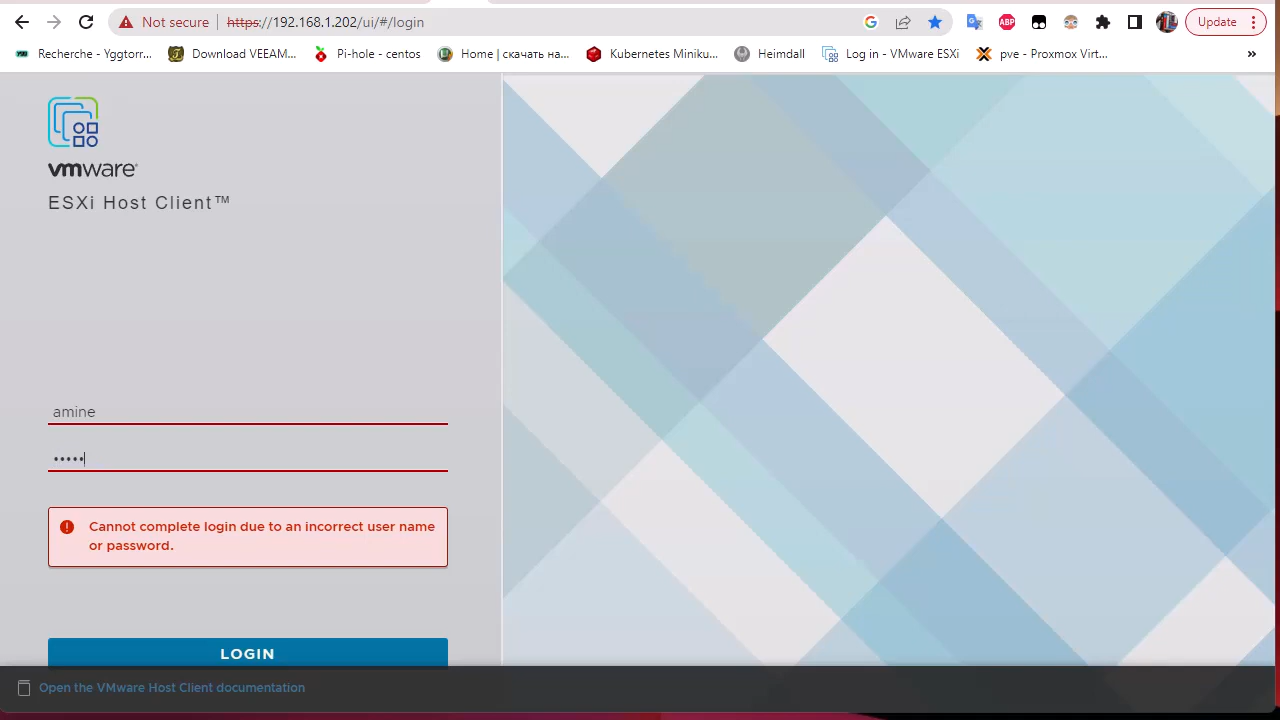 Not secure
https://192.168.1.202/ui/#/login
ABP
Update
Recherche - Yggtorr...
Download VEEAM...
Pi-hole - centos
Home | скачать на...
Kubernetes Miniku...
Heimdall
Log in - VMware ESXi
pve - Proxmox Virt...
»
vmware®
ESXi Host Client™
amine
•••••
Cannot complete login due to an incorrect user name
or password.
LOGIN
Open the VMware Host Client documentation